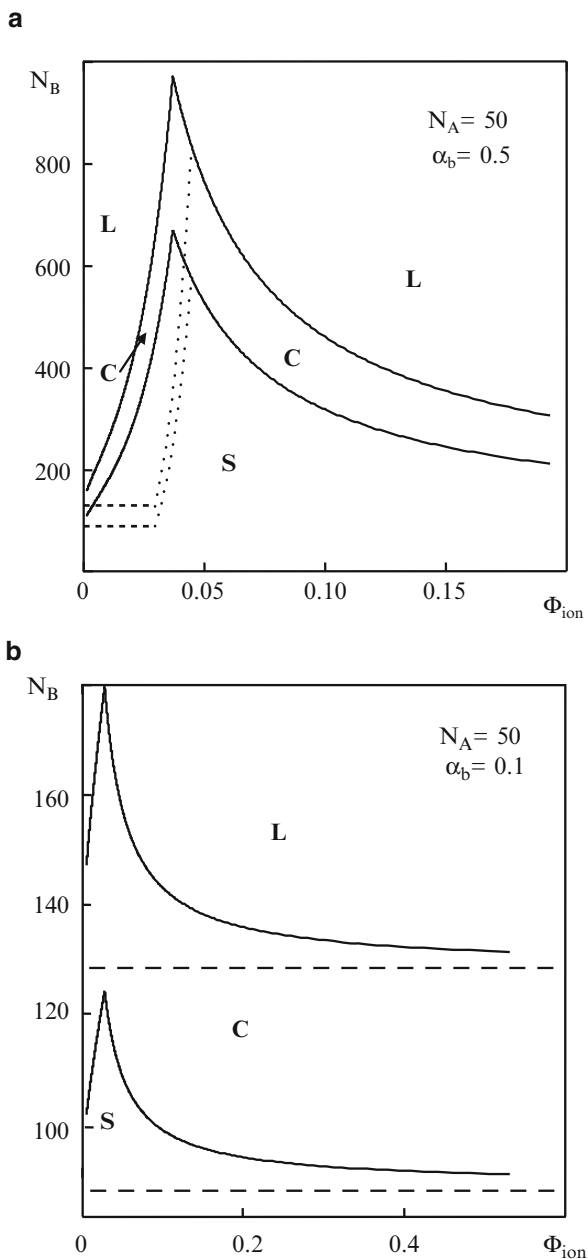 a
N_B
N_A = 50
α_b = 0.5
800
L
L
600
C
C
400
S
200
0
0.05
0.10
0.15
Φ_ion
b
N_B
N_A = 50
α_b = 0.1
160
L
140
120
C
S
100
0
0.2
0.4
Φ_ion